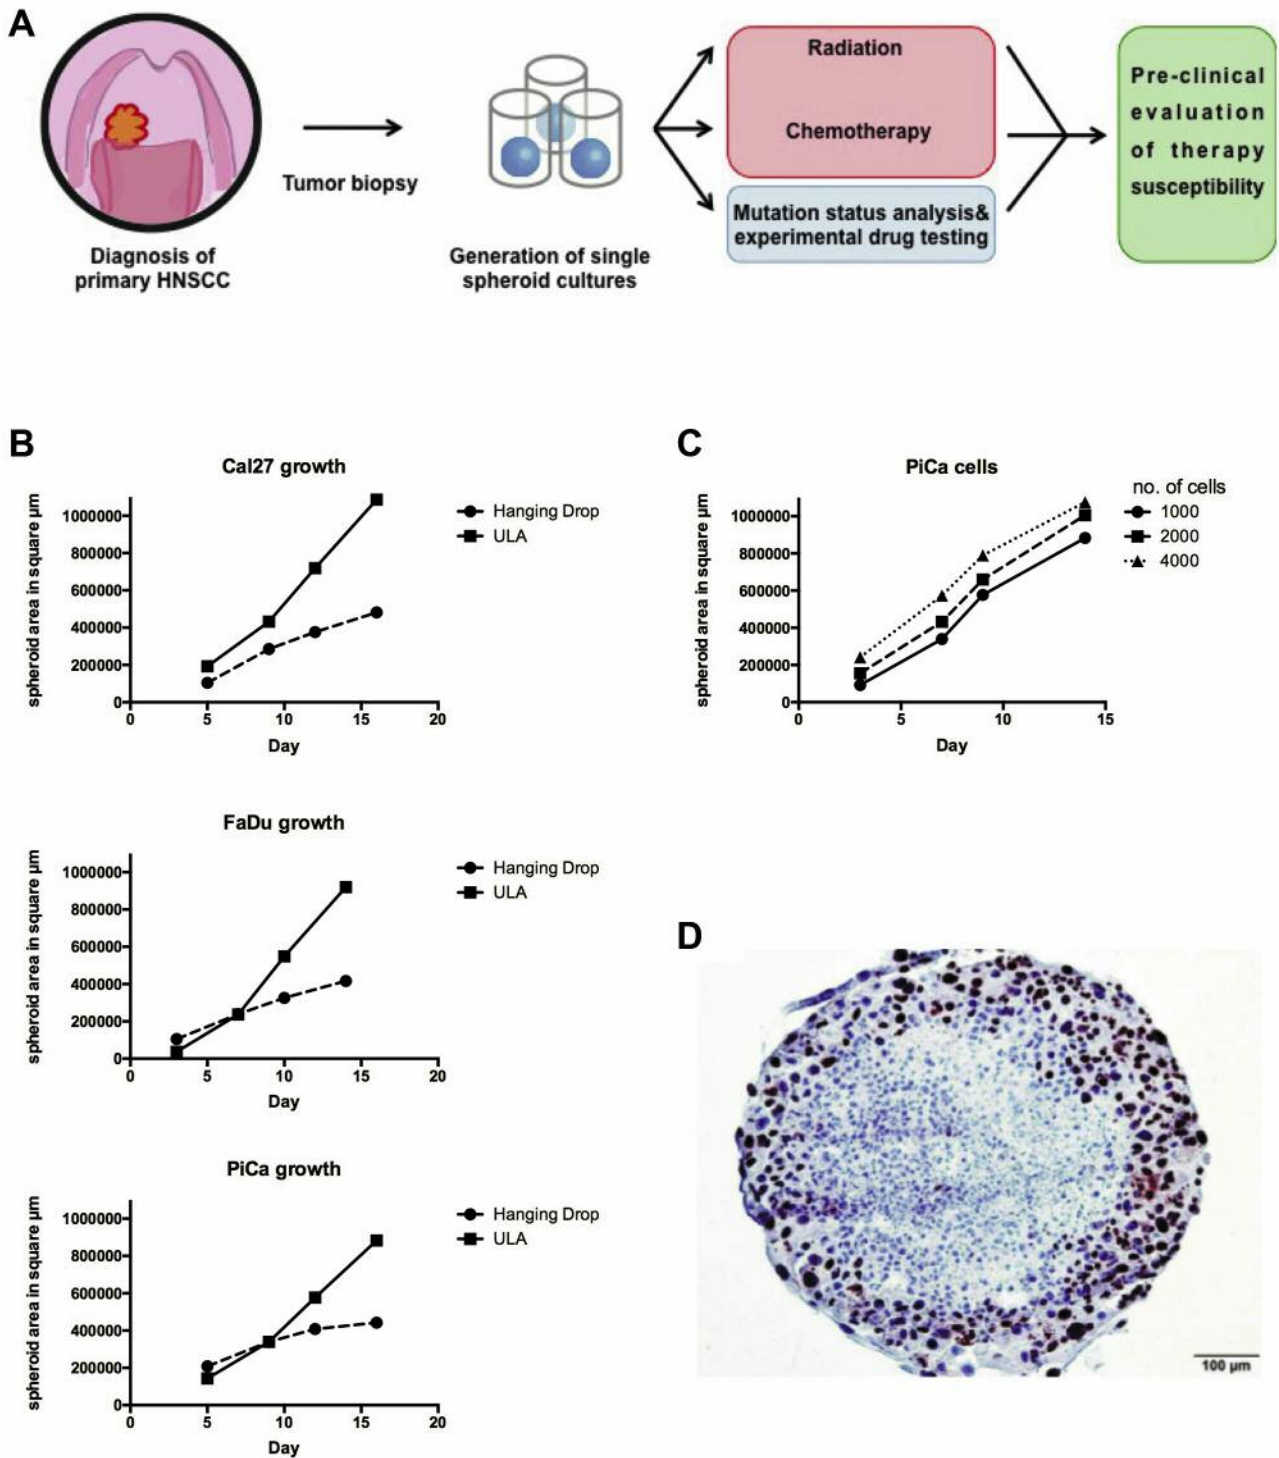 A
Radiation
Chemotherapy
Mutation status analysis&
experimental drug testing
Pre-clinical
evaluation
of therapy
susceptibility
Tumor biopsy
Diagnosis of
primary HNSCC
Generation of single
spheroid cultures
B
Cal27 growth
spheroid area in square µm
1000000
800000
600000
400000
200000
0
0 5 10 15 20
Day
Hanging Drop
ULA
FaDu growth
spheroid area in square µm
1000000
800000
600000
400000
200000
0
0 5 10 15 20
Day
Hanging Drop
ULA
PiCa growth
spheroid area in square µm
1000000
800000
600000
400000
200000
0
0 5 10 15 20
Day
Hanging Drop
ULA
C
PiCa cells
spheroid area in square µm
1000000
800000
600000
400000
200000
0
0 5 10 15
Day
no. of cells
1000
2000
4000
D
100 µm